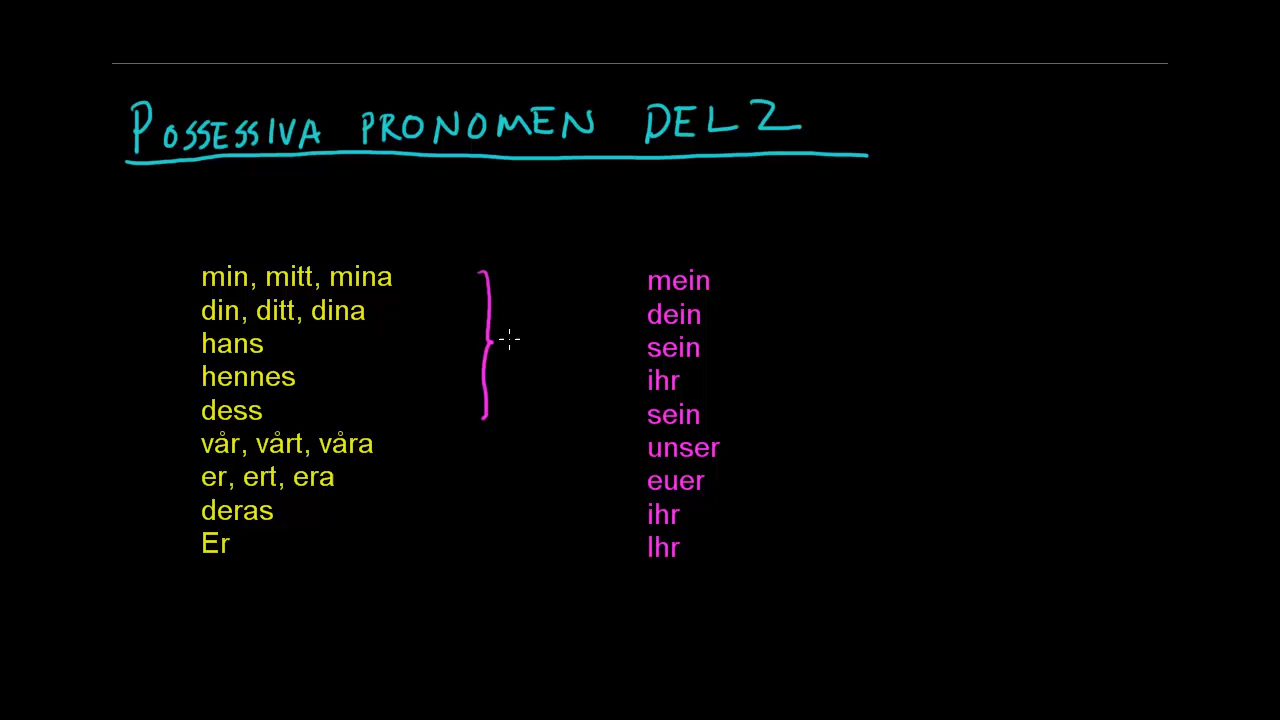 POSSESSIVA PRONOMEN DEL 2
min, mitt, mina
din, ditt, dina
hans
hennes
dess
vår, vårt, våra
er, ert, era
deras
Er
mein
dein
sein
ihr
sein
unser
euer
ihr
Ihr